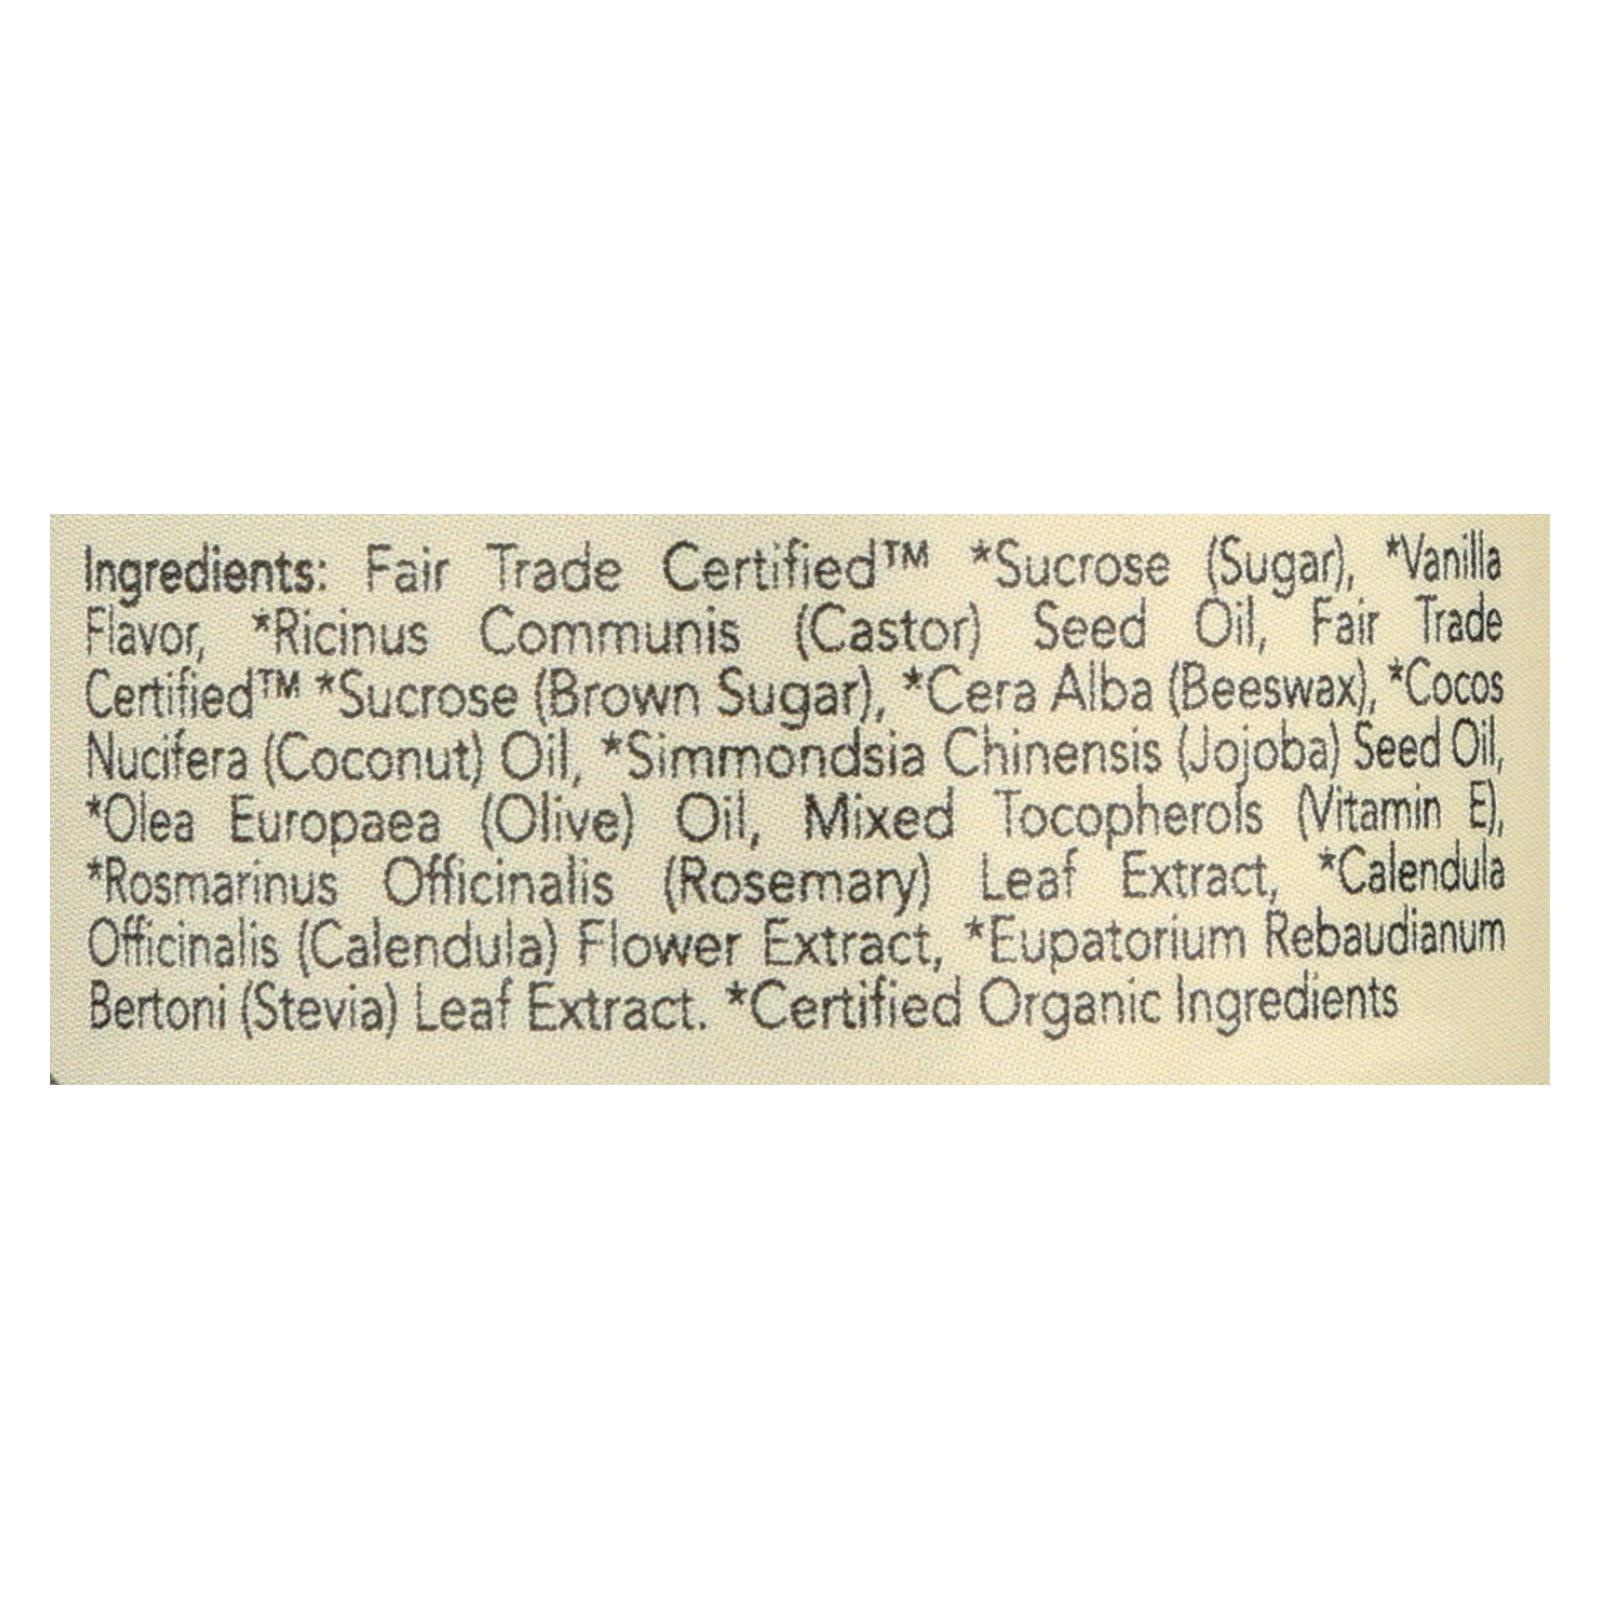 Ingredients: Fair Trade Certified™ *Sucrose (Sugar), *Vanilla
Flavor, *Ricinus Communis (Castor) Seed Oil, Fair Trade
Certified™ *Sucrose (Brown Sugar), *Cera Alba (Beeswax), *Cocos
Nucifera (Coconut) Oil, *Simmondsia Chinensis (Jojoba) Seed Oil,
*Olea Europaea (Olive) Oil, Mixed Tocopherols (Vitamin E),
*Rosmarinus Officinalis (Rosemary) Leaf Extract, *Calendula
Officinalis (Calendula) Flower Extract, *Eupatorium Rebaudianum
Bertoni (Stevia) Leaf Extract. *Certified Organic Ingredients